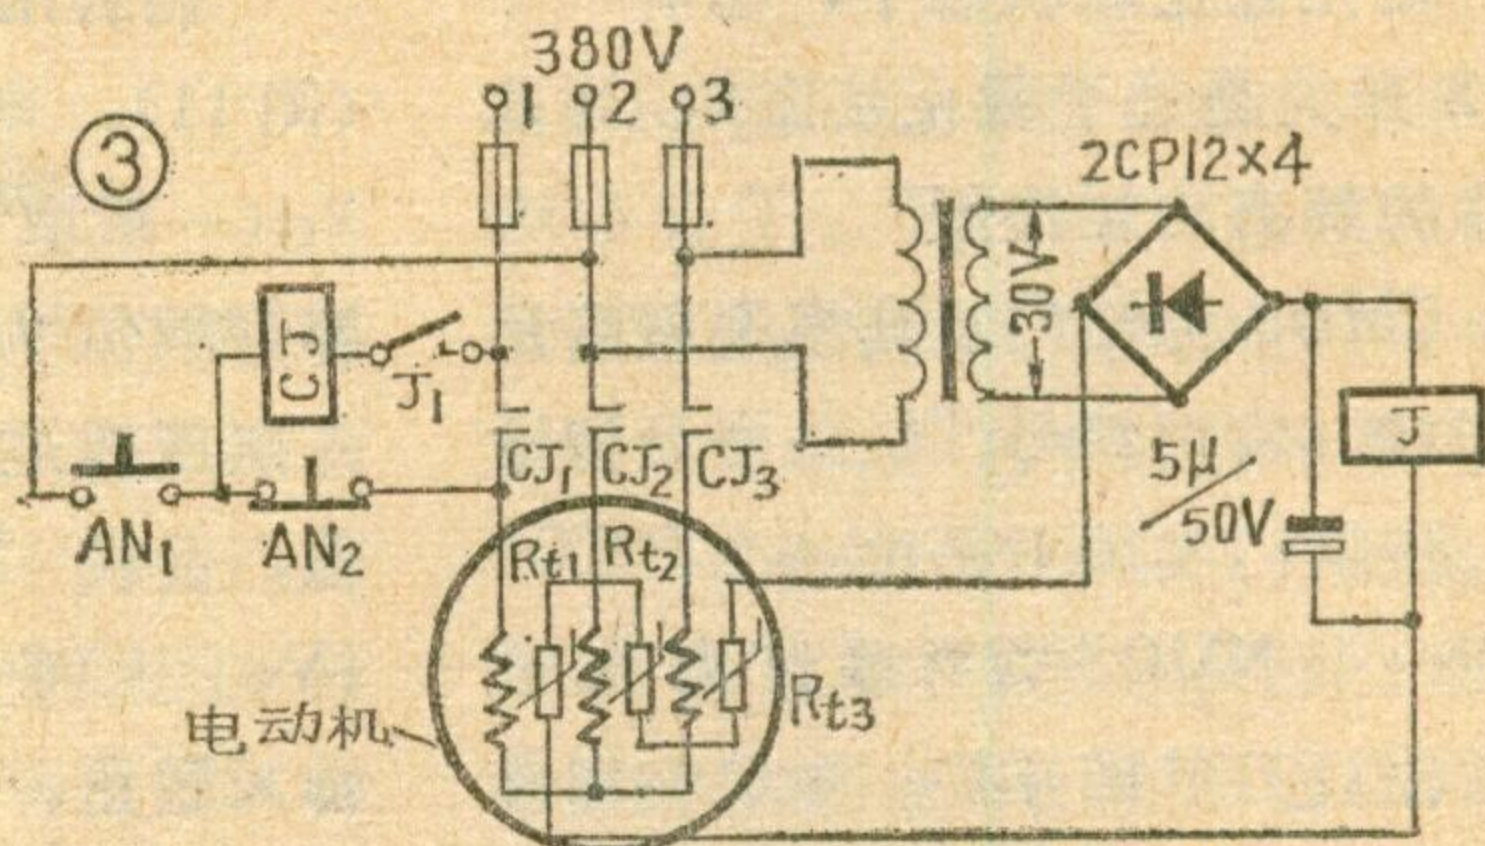 380V
1 2 3
③
2CP12×4
30V
CJ
J1
J
CJ1 CJ2 CJ3
5μ/50V
AN1 AN2
Rt1 Rt2
Rt3
电动机